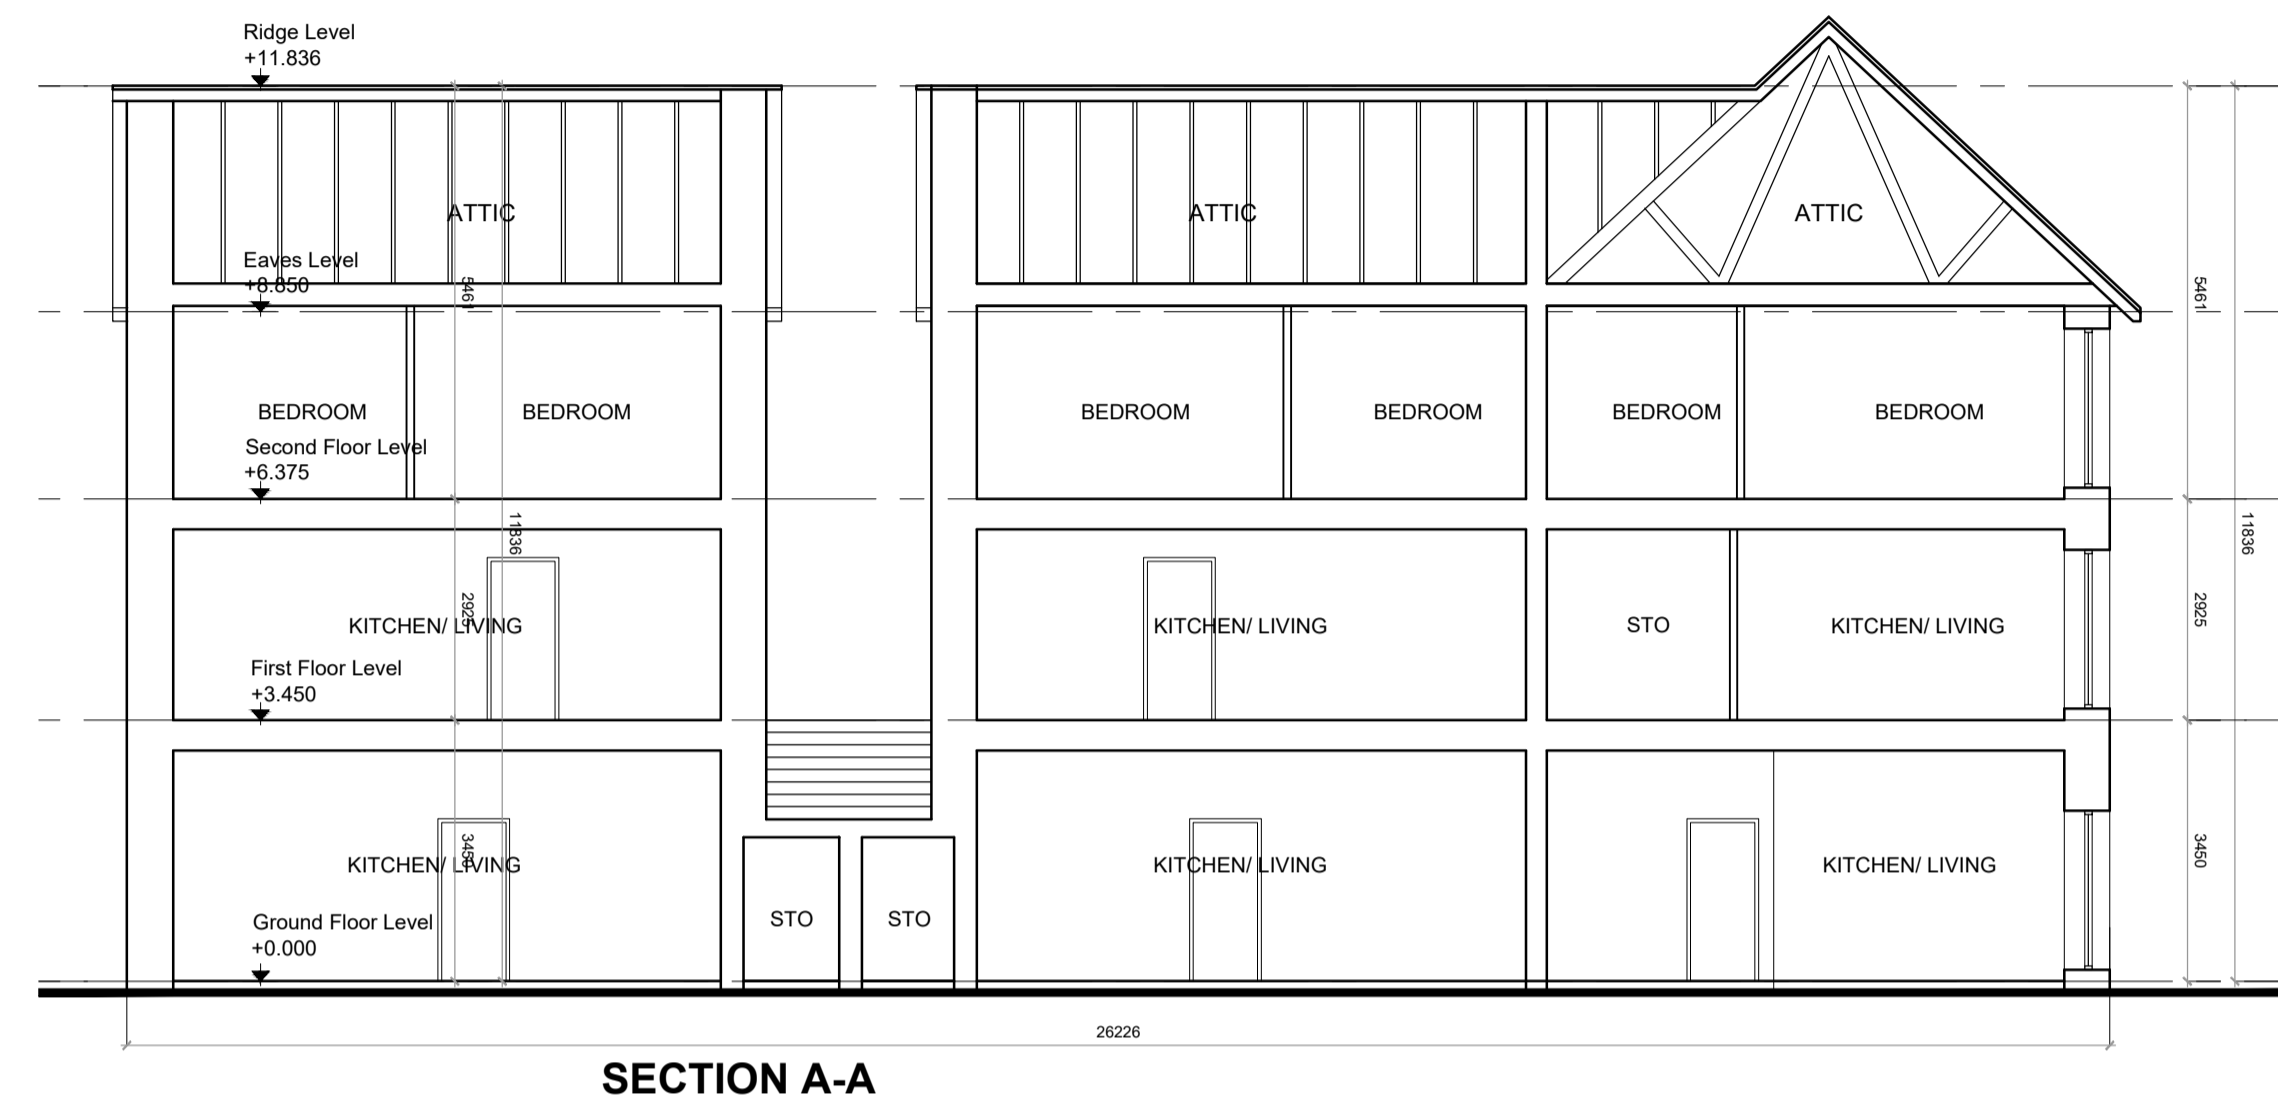 Ridge Level
+11.836
ATTIC
ATTIC
ATTIC
Eaves Level
+8.850
5461
5461
BEDROOM
BEDROOM
BEDROOM
BEDROOM
BEDROOM
BEDROOM
Second Floor Level
+6.375
11836
11836
2925
2925
KITCHEN/ LIVING
KITCHEN/ LIVING
STO
KITCHEN/ LIVING
First Floor Level
+3.450
3450
3450
KITCHEN/ LIVING
KITCHEN/ LIVING
KITCHEN/ LIVING
STO
STO
Ground Floor Level
+0.000
26226
SECTION A-A